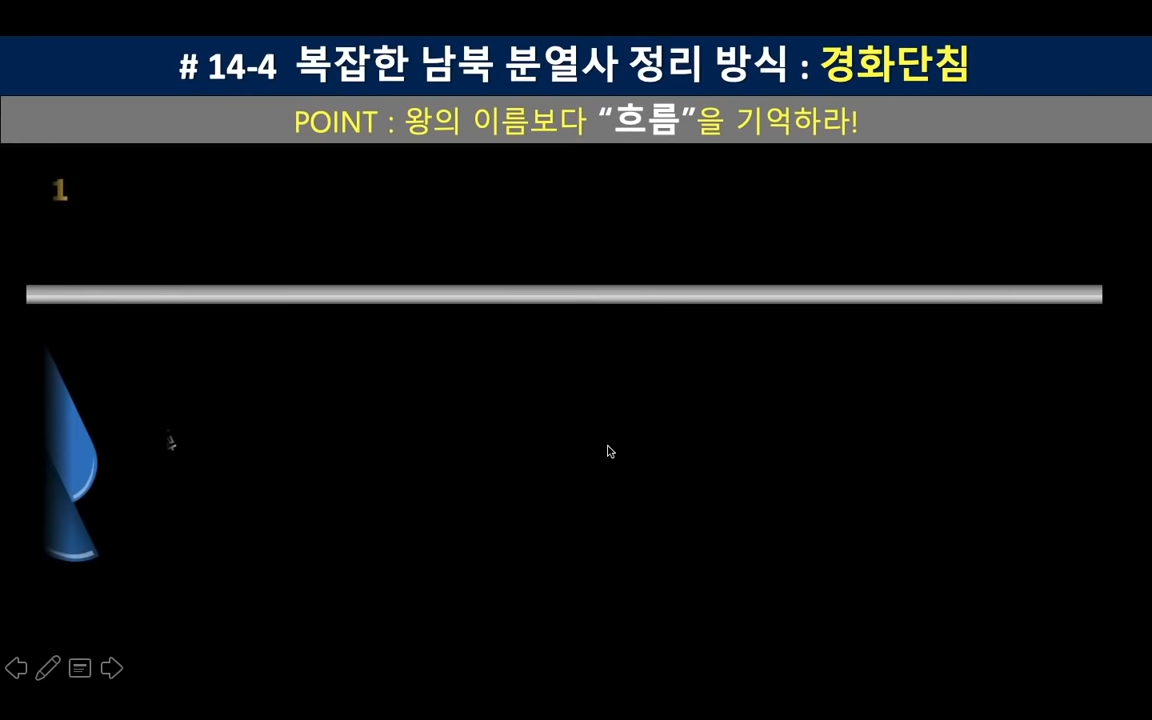 # 14-4 복잡한 남북 분열사 정리 방식 : 경화단침
POINT : 왕의 이름보다 “흐름”을 기억하라!
1